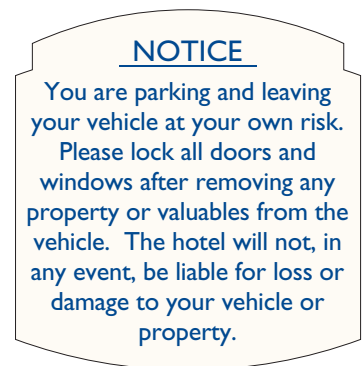 NOTICE
You are parking and leaving
your vehicle at your own risk.
Please lock all doors and
windows after removing any
property or valuables from the
vehicle.  The hotel will not, in
any event, be liable for loss or
damage to your vehicle or
property.